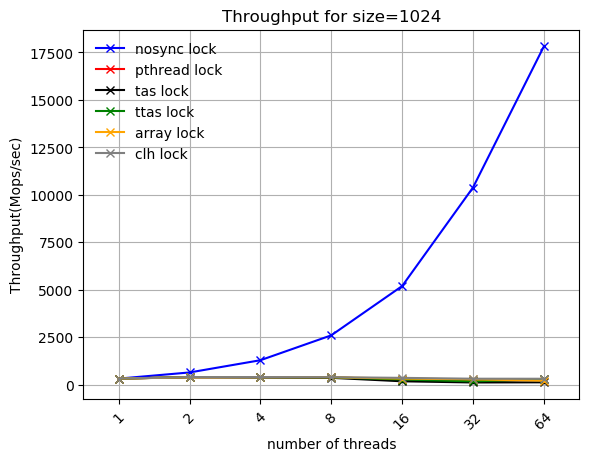 Throughput for size=1024
nosync lock
pthread lock
tas lock
ttas lock
array lock
clh lock
Throughput(Mops/sec)
17500
15000
12500
10000
7500
5000
2500
0
1
2
4
8
16
32
64
number of threads